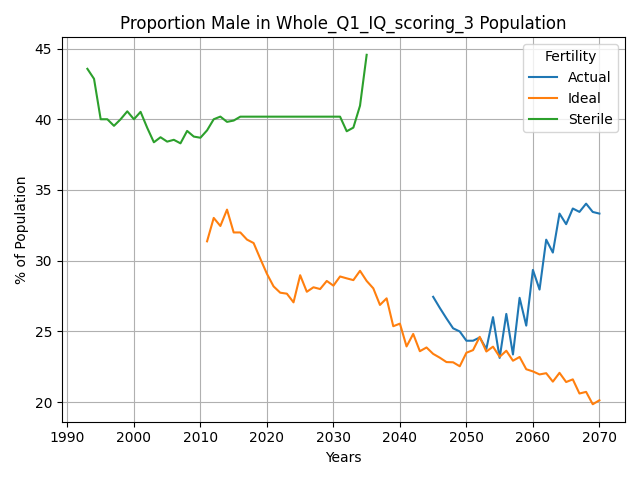 Proportion Male in Whole_Q1_IQ_scoring_3 Population
% of Population
45
40
35
30
25
20
Fertility
Actual
Ideal
Sterile
1990 2000 2010 2020 2030 2040 2050 2060 2070
Years